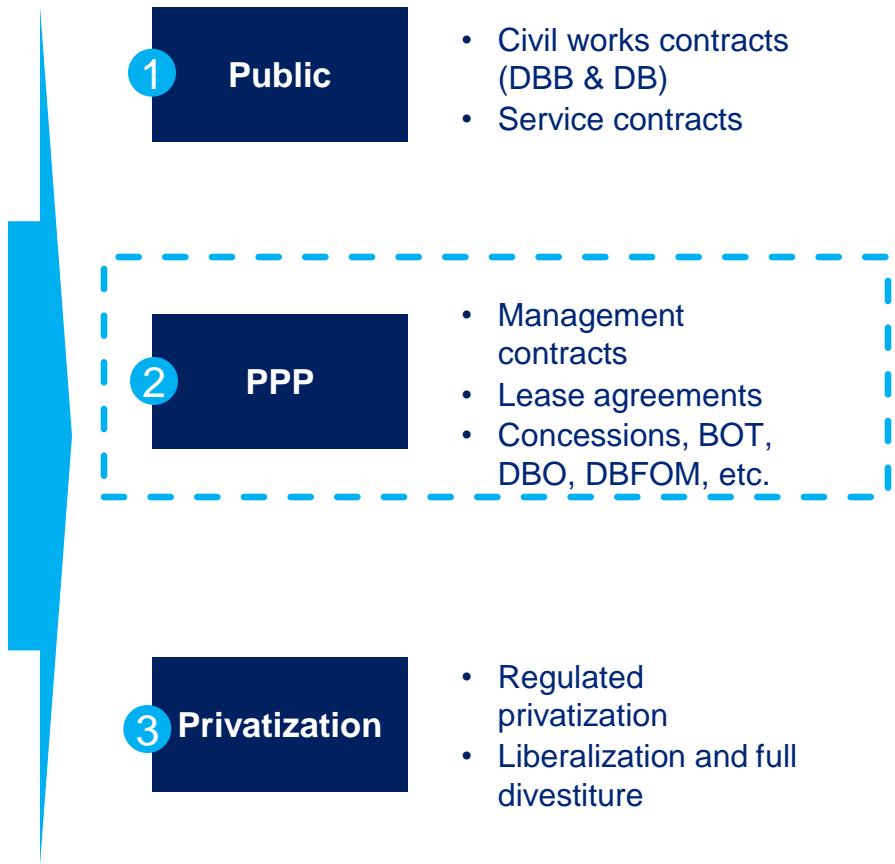 1 Public
• Civil works contracts
(DBB & DB)
• Service contracts
2 PPP
• Management
contracts
• Lease agreements
• Concessions, BOT,
DBO, DBFOM, etc.
3 Privatization
• Regulated
privatization
• Liberalization and full
divestiture